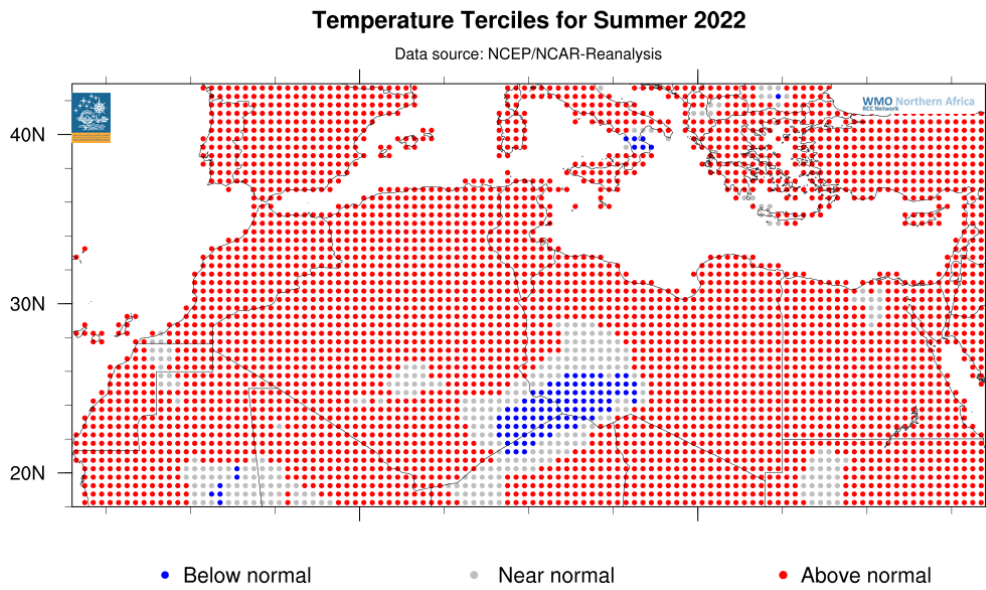 Temperature Terciles for Summer 2022
Data source: NCEP/NCAR-Reanalysis
WMO Northern Africa
RCC Network
40N
30N
20N
Below normal
Near normal
Above normal